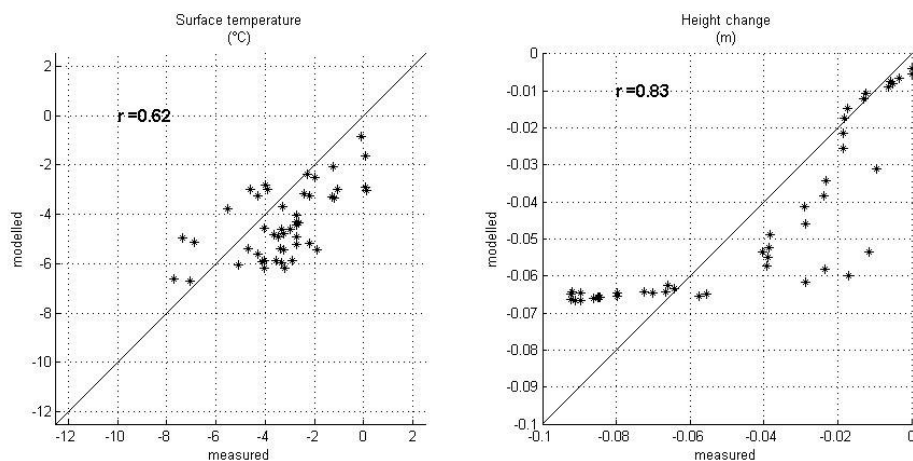 Surface temperature
(°C)
2
0
-2
-4
-6
-8
-10
-12
r =0.62
modelled
-12 -10 -8 -6 -4 -2 0 2
measured
Height change
(m)
0
-0.01
-0.02
-0.03
-0.04
-0.05
-0.06
-0.07
-0.08
-0.09
-0.1
r =0.83
modelled
-0.1 -0.08 -0.06 -0.04 -0.02 0
measured